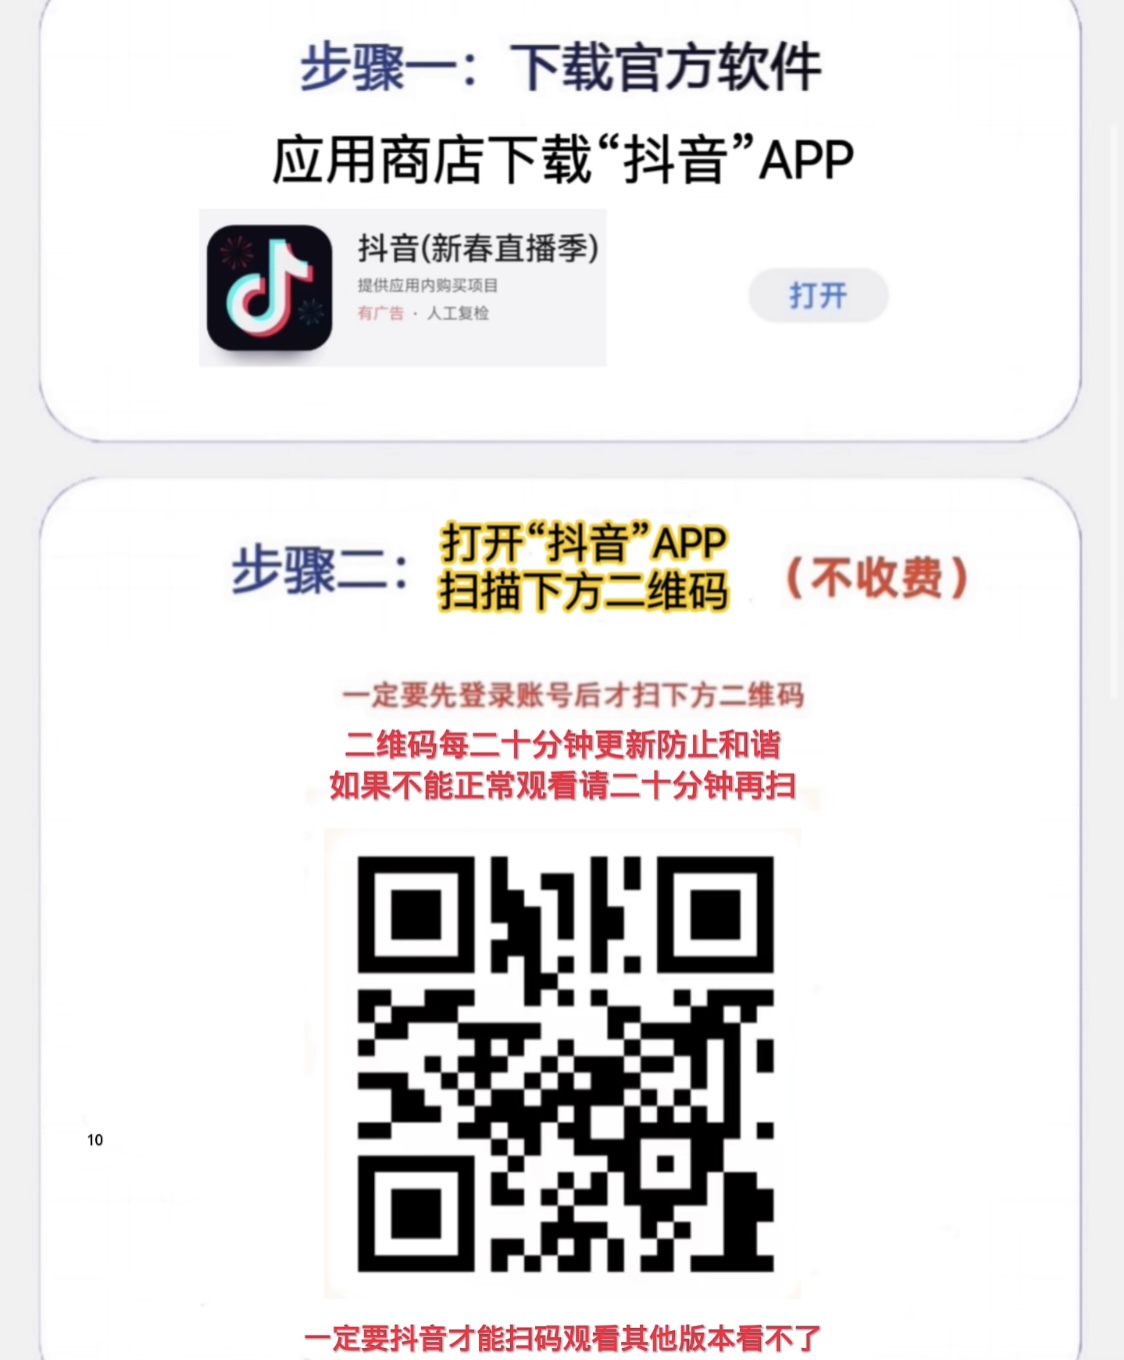 步骤一：下载官方软件
应用商店下载“抖音”APP
抖音(新春直播季)
提供应用内购买项目
有广告 · 人工复检
打开
步骤二：
打开“抖音”APP
扫描下方二维码
（不收费）
一定要先登录账号后才扫下方二维码
二维码每二十分钟更新防止和谐
如果不能正常观看请二十分钟再扫
10
一定要抖音才能扫码观看其他版本看不了